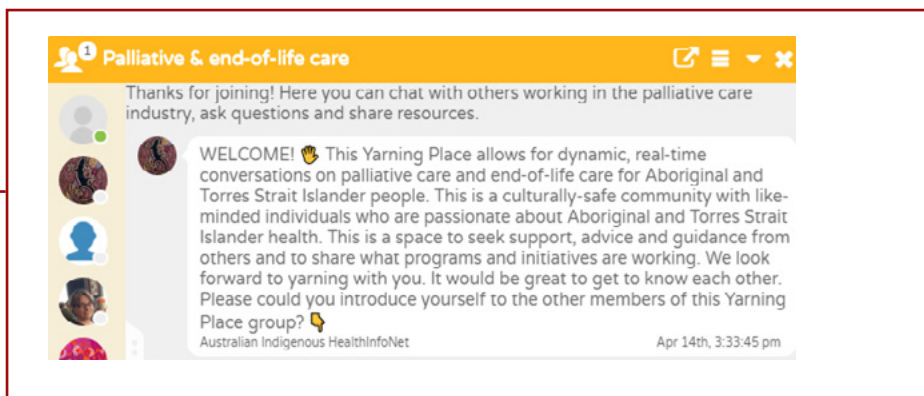 1 Palliative & end-of-life care
Thanks for joining! Here you can chat with others working in the palliative care
industry, ask questions and share resources.
WELCOME! 🖐 This Yarning Place allows for dynamic, real-time
conversations on palliative care and end-of-life care for Aboriginal and
Torres Strait Islander people. This is a culturally-safe community with like-
minded individuals who are passionate about Aboriginal and Torres Strait
Islander health. This is a space to seek support, advice and guidance from
others and to share what programs and initiatives are working. We look
forward to yarning with you. It would be great to get to know each other.
Please could you introduce yourself to the other members of this Yarning
Place group? 👇
Australian Indigenous HealthInfoNet Apr 14th, 3:33:45 pm